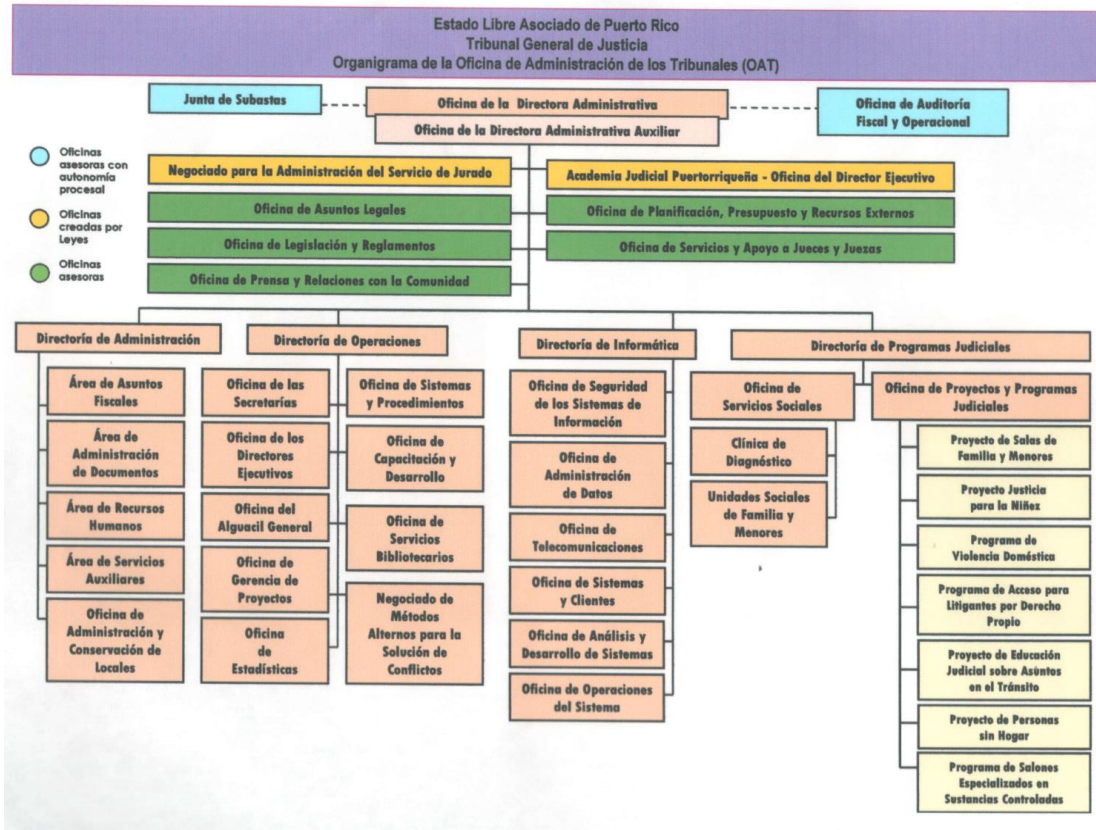 Estado Libre Asociado de Puerto Rico
Tribunal General de Justicia
Organigrama de la Oficina de Administración de los Tribunales (OAT)
Junta de Subastas
Oficina de la Directora Administrativa
Oficina de Auditoría
Fiscal y Operacional
Oficina de la Directora Administrativa Auxiliar
Oficinas
asesoras con
autonomía
procesal
Oficinas
creadas por
Leyes
Oficinas
asesoras
Negociado para la Administración del Servicio de Jurado
Academia Judicial Puertorriqueña - Oficina del Director Ejecutivo
Oficina de Asuntos Legales
Oficina de Planificación, Presupuesto y Recursos Externos
Oficina de Legislación y Reglamentos
Oficina de Servicios y Apoyo a Jueces y Juezas
Oficina de Prensa y Relaciones con la Comunidad
Directoría de Administración
Área de Asuntos
Fiscales
Área de
Administración
de Documentos
Área de Recursos
Humanos
Área de Servicios
Auxiliares
Oficina de
Administración y
Conservación de
Locales
Directoría de Operaciones
Oficina de las
Secretarías
Oficina de los
Directores
Ejecutivos
Oficina del
Alguacil General
Oficina de
Gerencia de
Proyectos
Oficina
de
Estadísticas
Oficina de Sistemas
y Procedimientos
Oficina de
Capacitación y
Desarrollo
Oficina de
Servicios
Bibliotecarios
Negociado de
Métodos
Alternos para la
Solución de
Conflictos
Directoría de Informática
Oficina de Seguridad
de los Sistemas de
Información
Oficina de
Administración
de Datos
Oficina de
Telecomunicaciones
Oficina de Sistemas
y Clientes
Oficina de Análisis y
Desarrollo de Sistemas
Oficina de Operaciones
del Sistema
Directoría de Programas Judiciales
Oficina de
Servicios Sociales
Clínica de
Diagnóstico
Unidades Sociales
de Familia y
Menores
Oficina de Proyectos y Programas
Judiciales
Proyecto de Salas de
Familia y Menores
Proyecto Justicia
para la Niñez
Programa de
Violencia Doméstica
Programa de Acceso para
Litigantes por Derecho
Propio
Proyecto de Educación
Judicial sobre Asuntos
en el Tránsito
Proyecto de Personas
sin Hogar
Programa de Salones
Especializados en
Sustancias Controladas